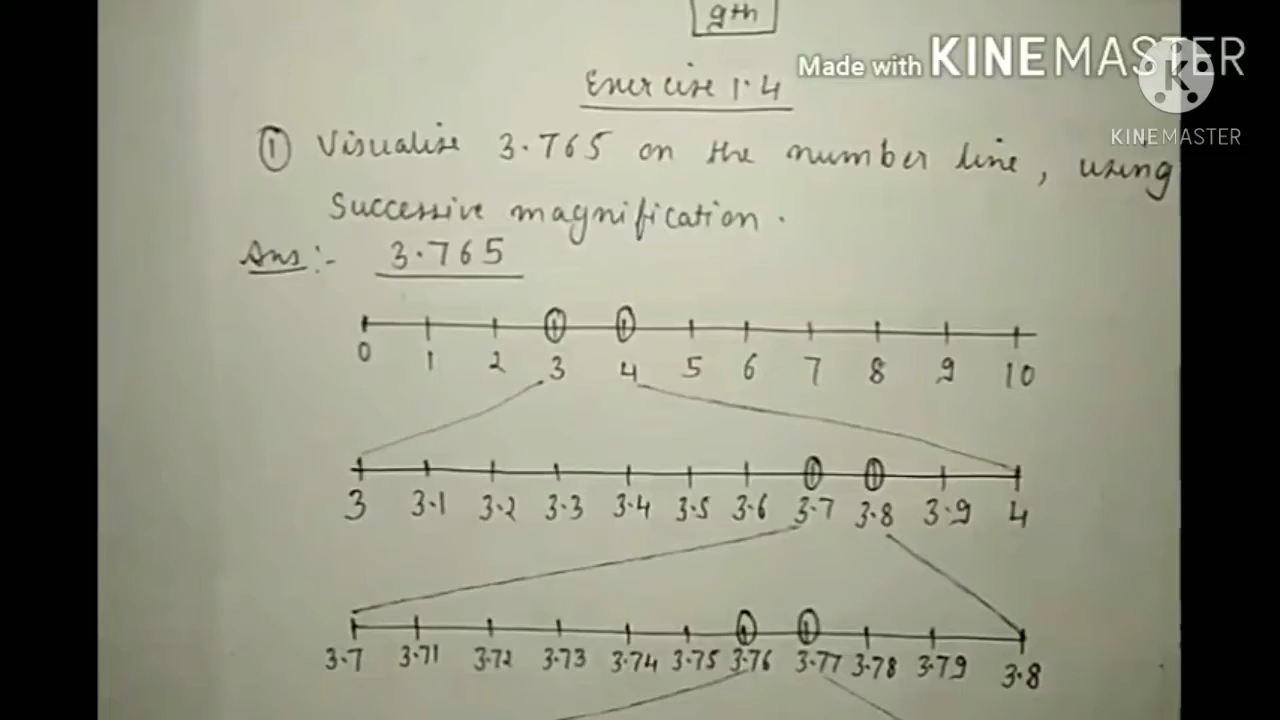 9th
Made with KINEMASTER
KINEMASTER
Exercise 1.4
① Visualise 3.765 on the number line, using
Successive magnification.
Ans:- 3.765
0 1 2 3 4 5 6 7 8 9 10
3 3.1 3.2 3.3 3.4 3.5 3.6 3.7 3.8 3.9 4
3.7 3.71 3.72 3.73 3.74 3.75 3.76 3.77 3.78 3.79 3.8